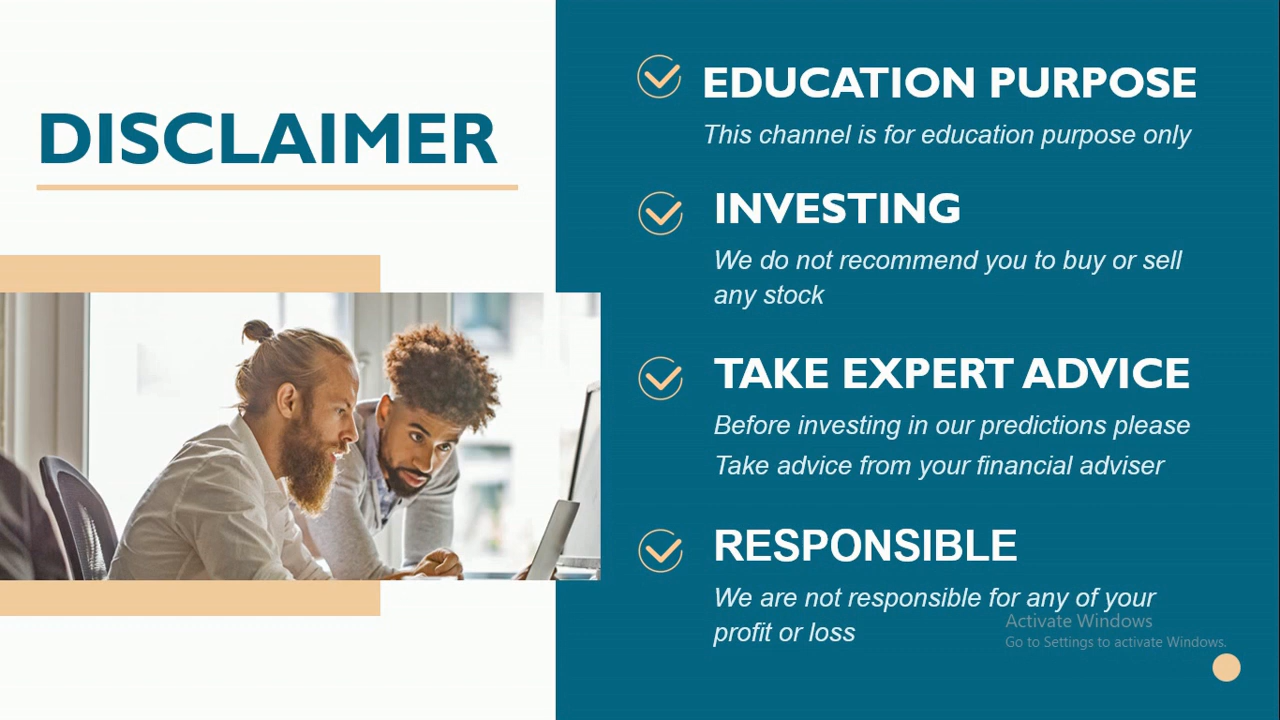 DISCLAIMER
EDUCATION PURPOSE
This channel is for education purpose only
INVESTING
We do not recommend you to buy or sell
any stock
TAKE EXPERT ADVICE
Before investing in our predictions please
Take advice from your financial adviser
RESPONSIBLE
We are not responsible for any of your
profit or loss
Activate Windows
Go to Settings to activate Windows.